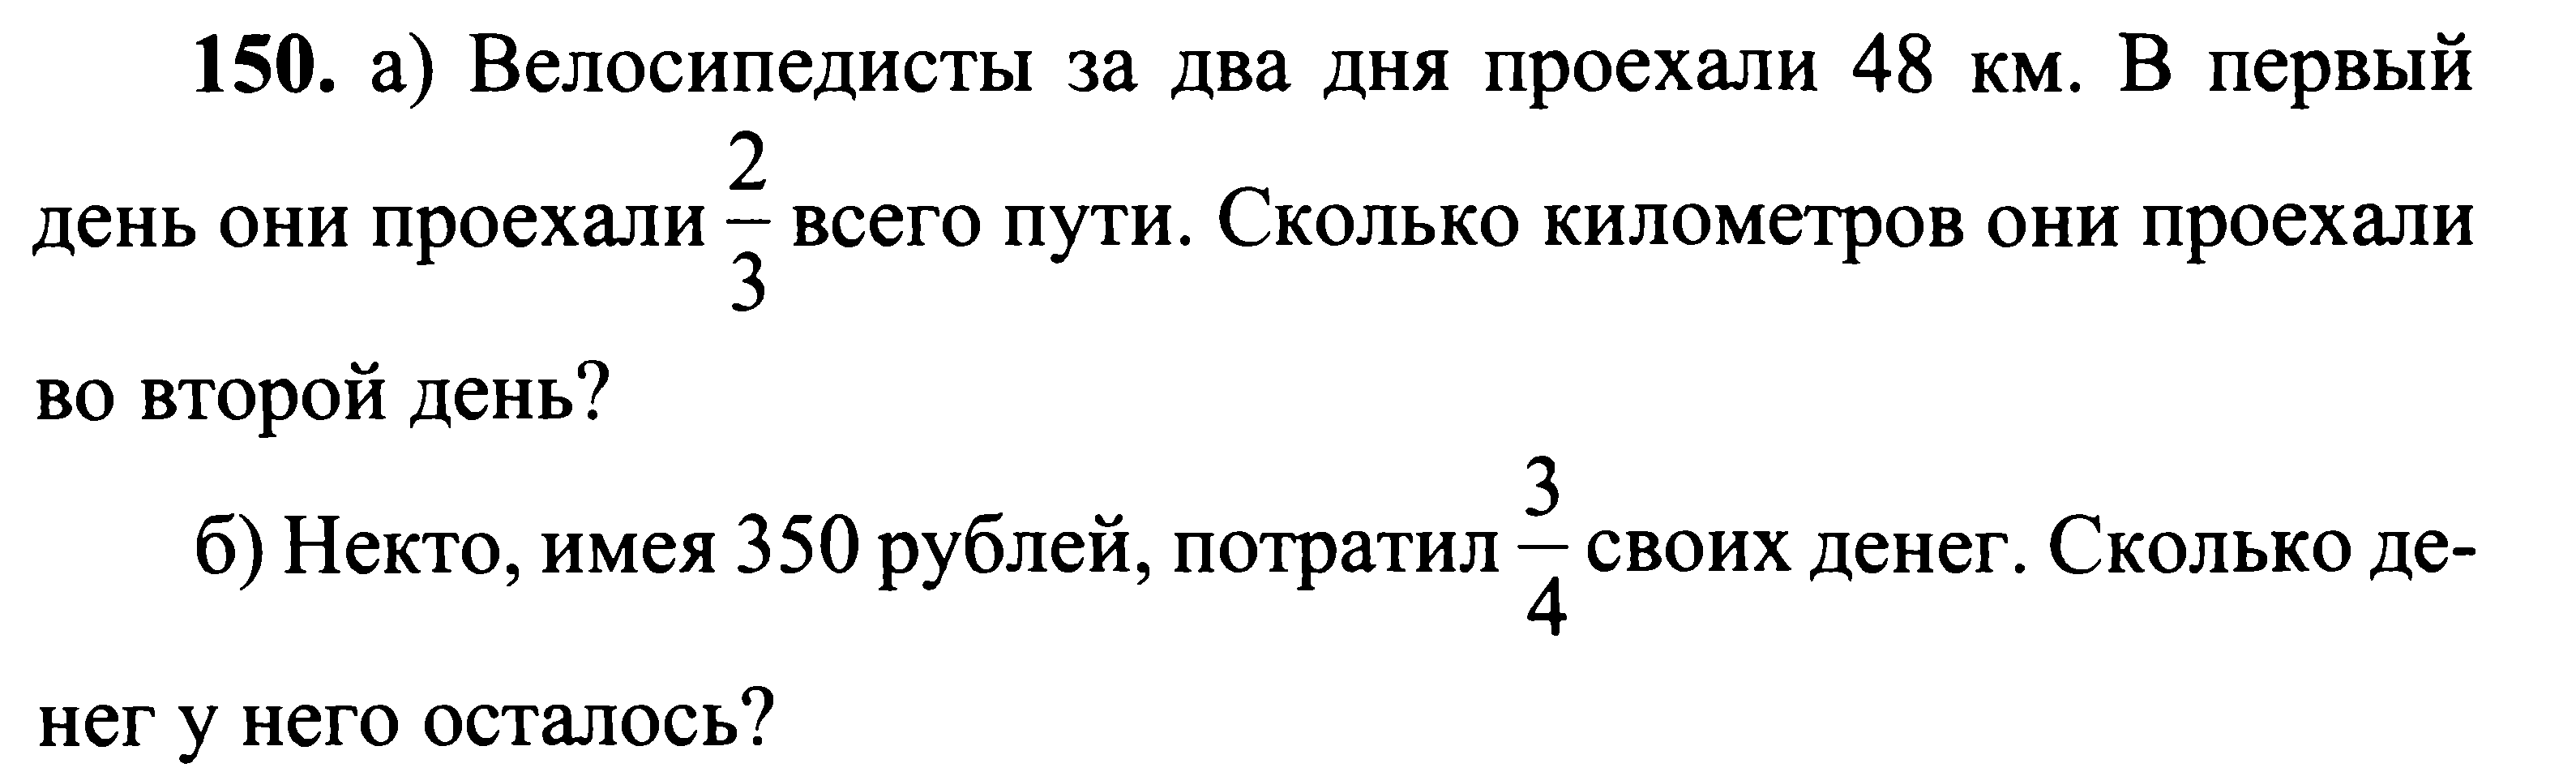 150. а) Велосипедисты за два дня проехали 48 км. В первый
день они проехали 2/3 всего пути. Сколько километров они проехали
во второй день?
б) Некто, имея 350 рублей, потратил 3/4 своих денег. Сколько де-
нег у него осталось?